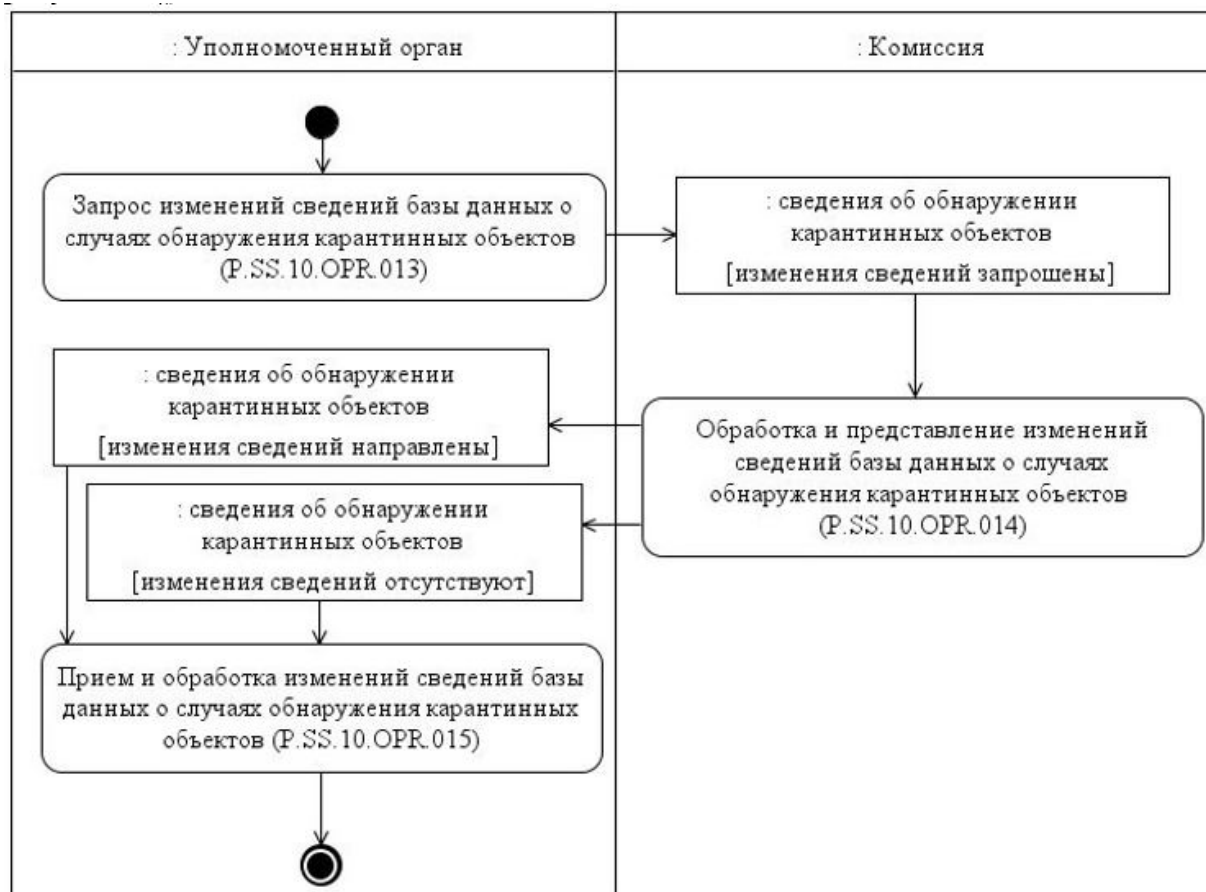 : Уполномоченный орган
: Комиссия
Запрос изменений сведений базы данных о
случаях обнаружения карантинных объектов
(P.SS.10.OPR.013)
: сведения об обнаружении
карантинных объектов
[изменения сведений запрошены]
: сведения об обнаружении
карантинных объектов
[изменения сведений направлены]
Обработка и представление изменений
сведений базы данных о случаях
обнаружения карантинных объектов
(P.SS.10.OPR.014)
: сведения об обнаружении
карантинных объектов
[изменения сведений отсутствуют]
Прием и обработка изменений сведений базы
данных о случаях обнаружения карантинных
объектов (P.SS.10.OPR.015)